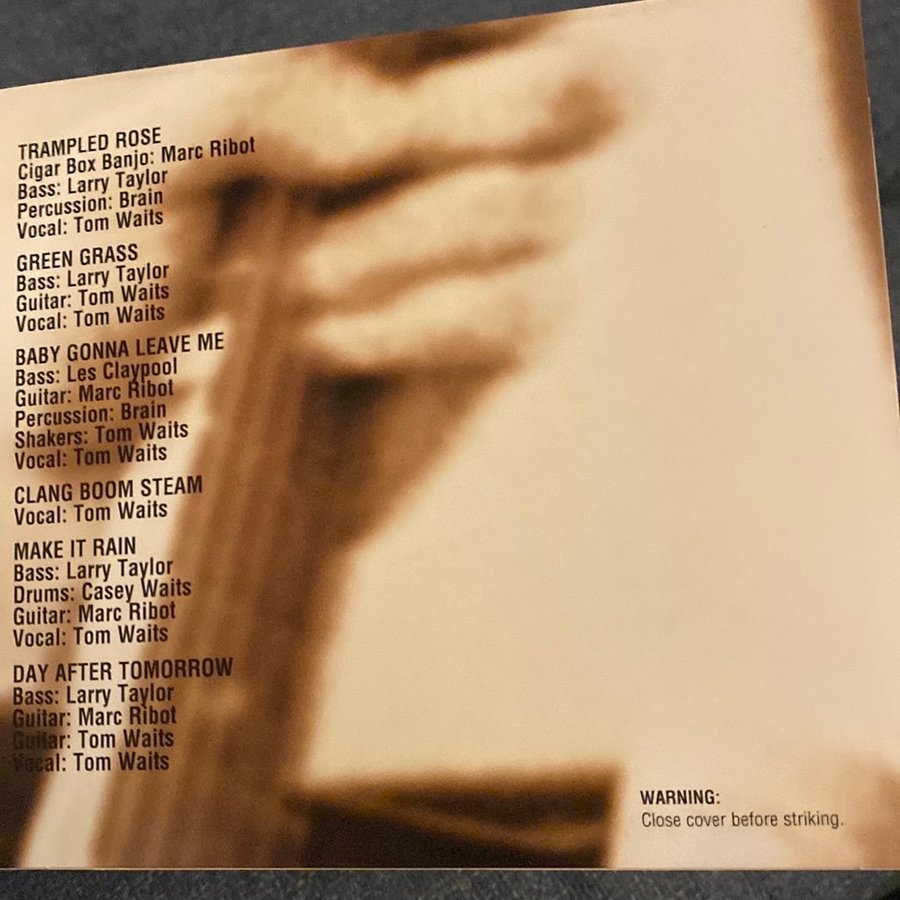 TRAMPLED ROSE
Cigar Box Banjo: Marc Ribot
Bass: Larry Taylor
Percussion: Brain
Vocal: Tom Waits
GREEN GRASS
Bass: Larry Taylor
Guitar: Tom Waits
Vocal: Tom Waits
BABY GONNA LEAVE ME
Bass: Les Claypool
Guitar: Marc Ribot
Percussion: Brain
Shakers: Tom Waits
Vocal: Tom Waits
CLANG BOOM STEAM
Vocal: Tom Waits
MAKE IT RAIN
Bass: Larry Taylor
Drums: Casey Waits
Guitar: Marc Ribot
Vocal: Tom Waits
DAY AFTER TOMORROW
Bass: Larry Taylor
Guitar: Marc Ribot
Guitar: Tom Waits
Vocal: Tom Waits
WARNING:
Close cover before striking.